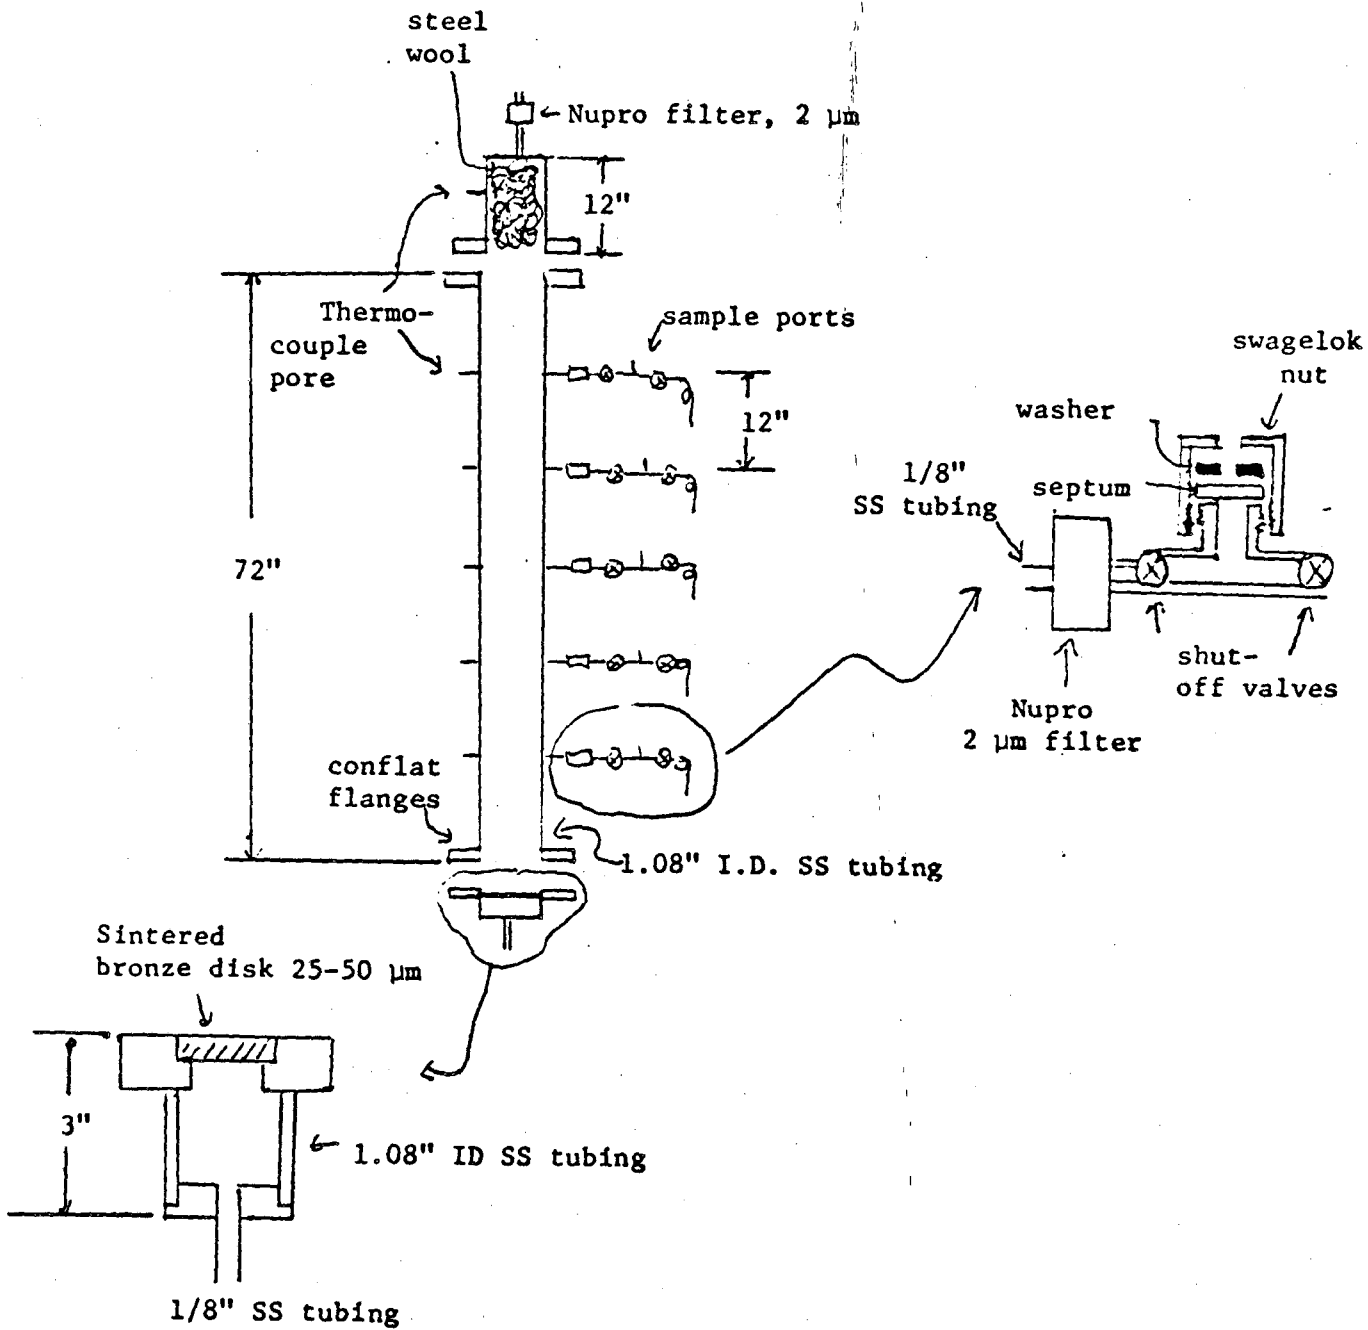 steel
wool
Nupro filter, 2 µm
12"
Thermo-
couple
pore
sample ports
12"
swagelok
nut
washer
1/8"
SS tubing
septum
72"
shut-
off valves
Nupro
2 µm filter
conflat
flanges
1.08" I.D. SS tubing
Sintered
bronze disk 25-50 µm
3"
1.08" ID SS tubing
1/8" SS tubing